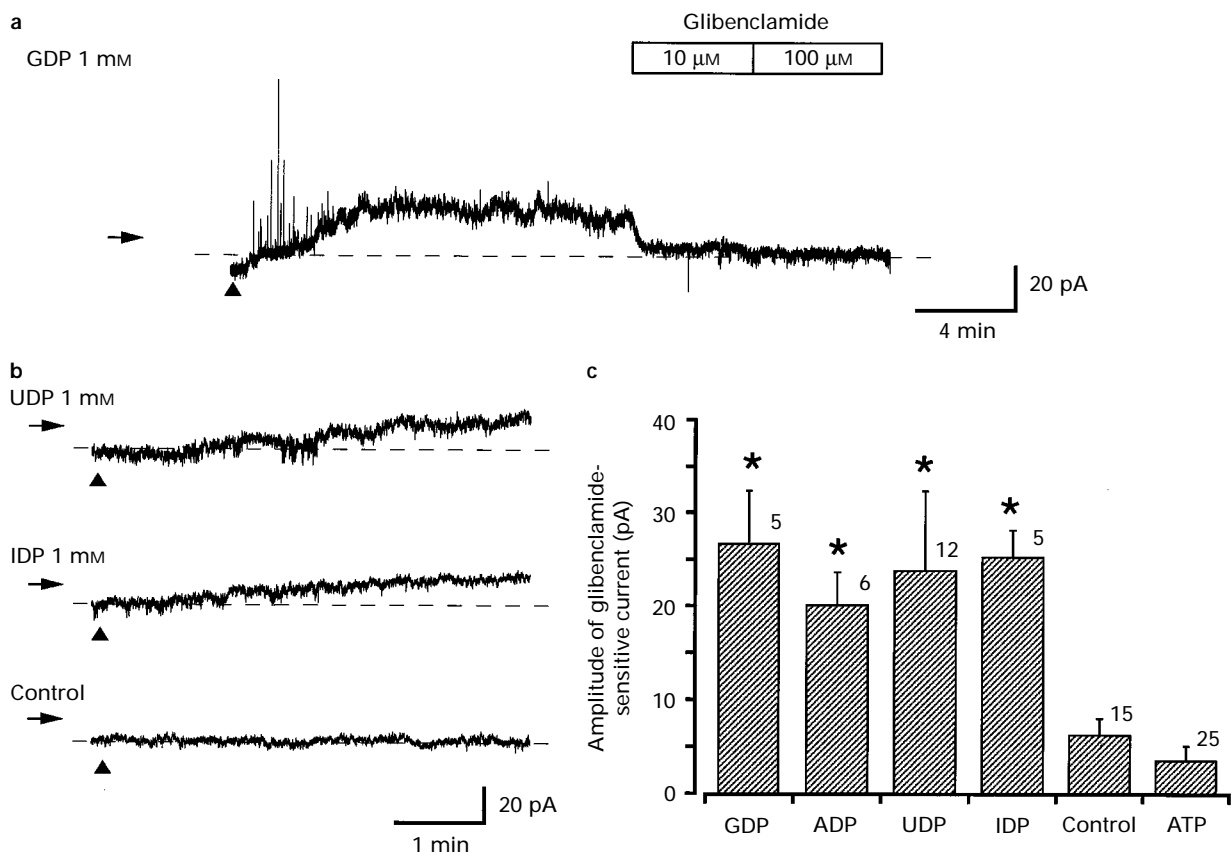 a
GDP 1 mM
Glibenclamide
10 µM 100 µM
20 pA
4 min
b
UDP 1 mM
IDP 1 mM
Control
20 pA
1 min
c
Amplitude of glibenclamide-
sensitive current (pA)
40
30
20
10
0
* 5
* 6
* 12
* 5
15
25
GDP ADP UDP IDP Control ATP